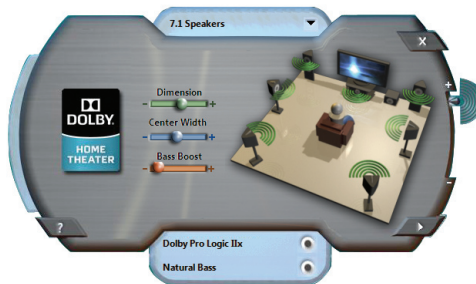 7.1 Speakers
x
+
Dimension
- +
DOLBY.
Center Width
- +
HOME
THEATER
Bass Boost
- +
-
?
Dolby Pro Logic IIx
Natural Bass